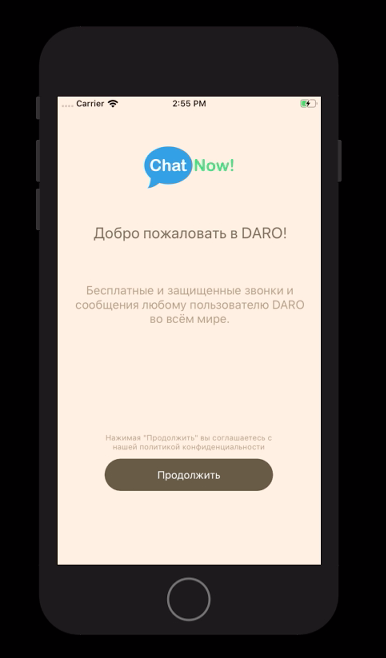 Carrier 2:55 PM
Chat Now!
Добро пожаловать в DARO!
Бесплатные и защищенные звонки и
сообщения любому пользователю DARO
во всём мире.
Нажимая "Продолжить" вы соглашаетесь с
нашей политикой конфиденциальности
Продолжить